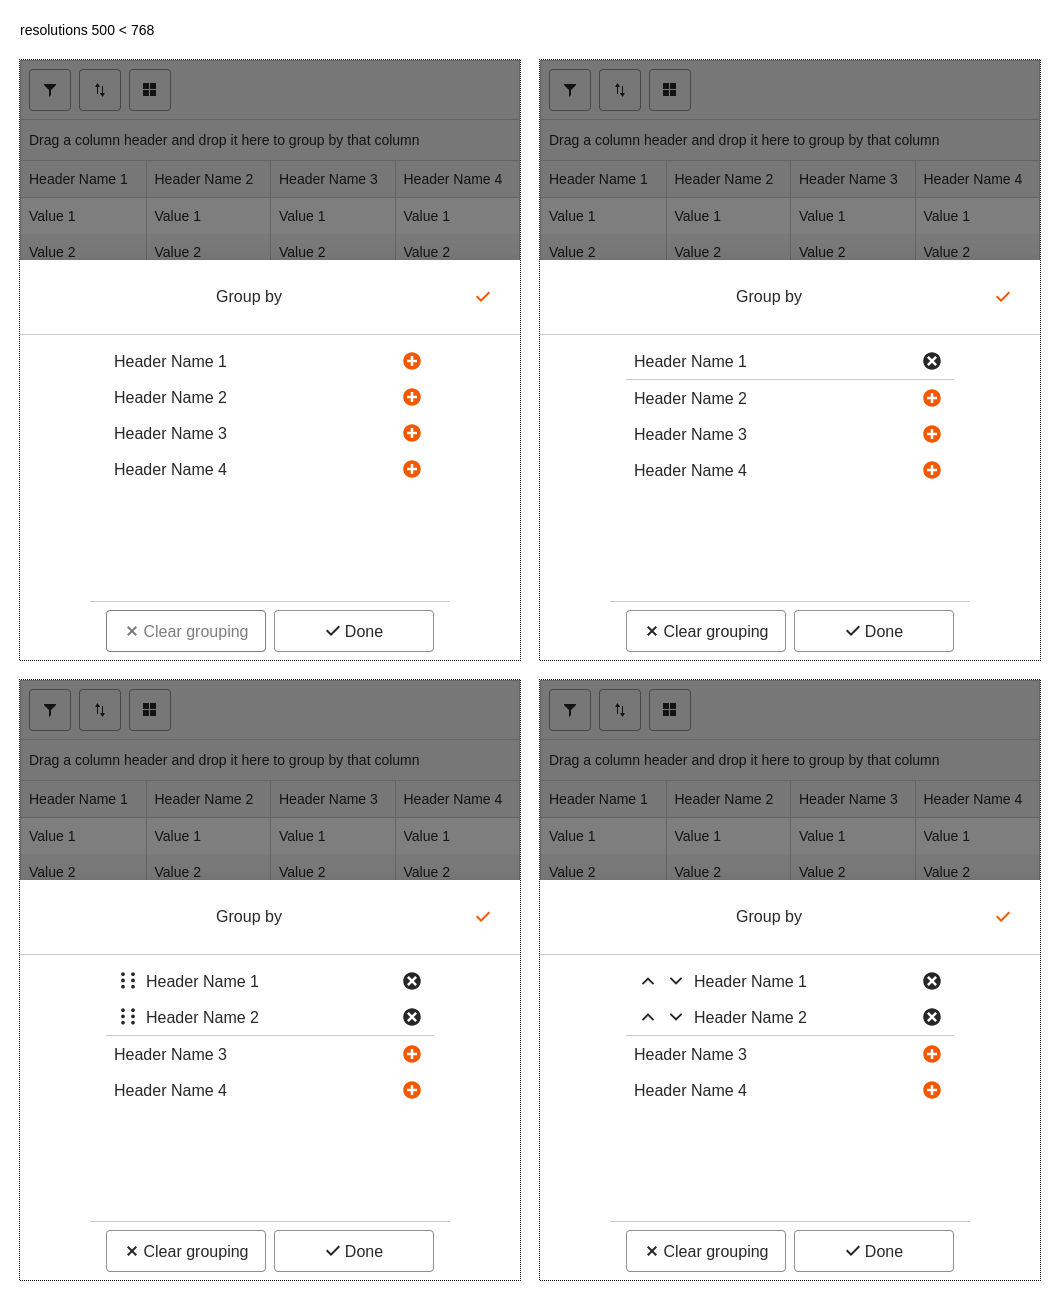 resolutions 500 < 768
Drag a column header and drop it here to group by that column
Header Name 1 Header Name 2 Header Name 3 Header Name 4
Value 1 Value 1 Value 1 Value 1
Value 2 Value 2 Value 2 Value 2
Group by
Header Name 1
Header Name 2
Header Name 3
Header Name 4
Clear grouping Done
Drag a column header and drop it here to group by that column
Header Name 1 Header Name 2 Header Name 3 Header Name 4
Value 1 Value 1 Value 1 Value 1
Value 2 Value 2 Value 2 Value 2
Group by
Header Name 1
Header Name 2
Header Name 3
Header Name 4
Clear grouping Done
Drag a column header and drop it here to group by that column
Header Name 1 Header Name 2 Header Name 3 Header Name 4
Value 1 Value 1 Value 1 Value 1
Value 2 Value 2 Value 2 Value 2
Group by
Header Name 1
Header Name 2
Header Name 3
Header Name 4
Clear grouping Done
Drag a column header and drop it here to group by that column
Header Name 1 Header Name 2 Header Name 3 Header Name 4
Value 1 Value 1 Value 1 Value 1
Value 2 Value 2 Value 2 Value 2
Group by
Header Name 1
Header Name 2
Header Name 3
Header Name 4
Clear grouping Done